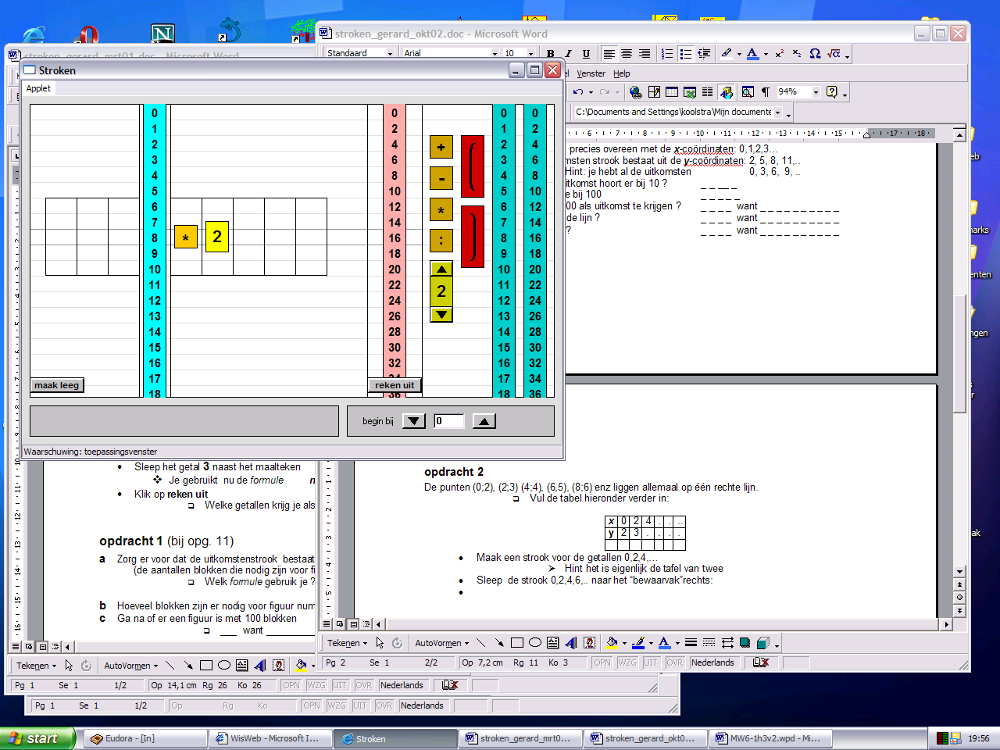 stroken_gerard_okt02.doc - Microsoft Word
stroken_gerard_mrt01.doc - Microsoft Word
Standaard Arial 10 B I U
Venster Help
94%
C:\Documents and Settings\koolstra\Mijn documente
Stroken
Applet
0 1 2 3 4 5 6 7 8 9 10 11 12 13 14 15 16 17 18
* 2
0 2 4 6 8 10 12 14 16 18 20 22 24 26 28 30 32 34 36
+
-
*
:
2
( )
0 1 2 3 4 5 6 7 8 9 10 11 12 13 14 15 16 17 18
0 2 4 6 8 10 12 14 16 18 20 22 24 26 28 30 32 34 36
maak leeg
reken uit
begin bij 0
Waarschuwing: toepassingsvenster
6 7 8 9 10 11 12 13 14 15 17 18
precies overeen met de x-coördinaten: 0,1,2,3…
msten strook bestaat uit de y-coördinaten: 2, 5, 8, 11,..
Hint: je hebt al de uitkomsten 0, 3, 6, 9, ..
itkomst hoort er bij 10 ? _ _ _ _ _
e bij 100 _ _ _ _ _
00 als uitkomst te krijgen ? _ _ _ _ want _ _ _ _ _ _ _ _ _ _
de lijn ? _ _ _ _ want _ _ _ _ _ _ _ _ _ _
? _ _ _ _ want _ _ _ _ _ _ _ _ _ _
opdracht 2
De punten (0;2), (2;3) (4;4), (6,5), (8;6) enz liggen allemaal op één rechte lijn.
❑ Vul de tabel hieronder verder in:
x 0 2 4 . . ..
y 2 3 . . . .
• Maak een strook voor de getallen 0,2,4,…
➢ Hint het is eigenlijk de tafel van twee
• Sleep de strook 0,2,4,6,.. naar het “bewaarvak”rechts:
•
• Sleep het getal 3 naast het maalteken
❖ Je gebruikt nu de formule n
• Klik op reken uit
❑ Welke getallen krijg je als
opdracht 1 (bij opg. 11)
a Zorg er voor dat de uitkomstenstrook bestaat
(de aantallen blokken die nodig zijn voor fi
❑ Welk formule gebruik je ?
b Hoeveel blokken zijn er nodig voor figuur num
c Ga na of er een figuur is met 100 blokken
❑ ___ want
Tekenen AutoVormen
Pg 2 Se 1 2/2 Op 7,2 cm Rg 11 Ko 3 OPN WZG UIT OVR Nederlands
Tekenen AutoVormen
Pg 1 Se 1 1/2 Op 14,1 cm Rg 26 Ko 26 OPN WZG UIT OVR Nederlands
Pg 1 Se 1 1/2 Op Rg Ko OPN WZG UIT OVR Nederlands
start Eudora - [In] WisWeb - Microsoft I... Stroken stroken_gerard_mrt0... stroken_gerard_okt0... MW6-1h3v2.wpd - Mi... 19:56